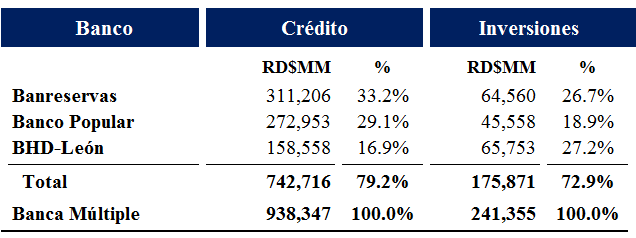 Banco Crédito Inversiones
RD$MM % RD$MM %
Banreservas 311,206 33.2% 64,560 26.7%
Banco Popular 272,953 29.1% 45,558 18.9%
BHD-León 158,558 16.9% 65,753 27.2%
Total 742,716 79.2% 175,871 72.9%
Banca Múltiple 938,347 100.0% 241,355 100.0%